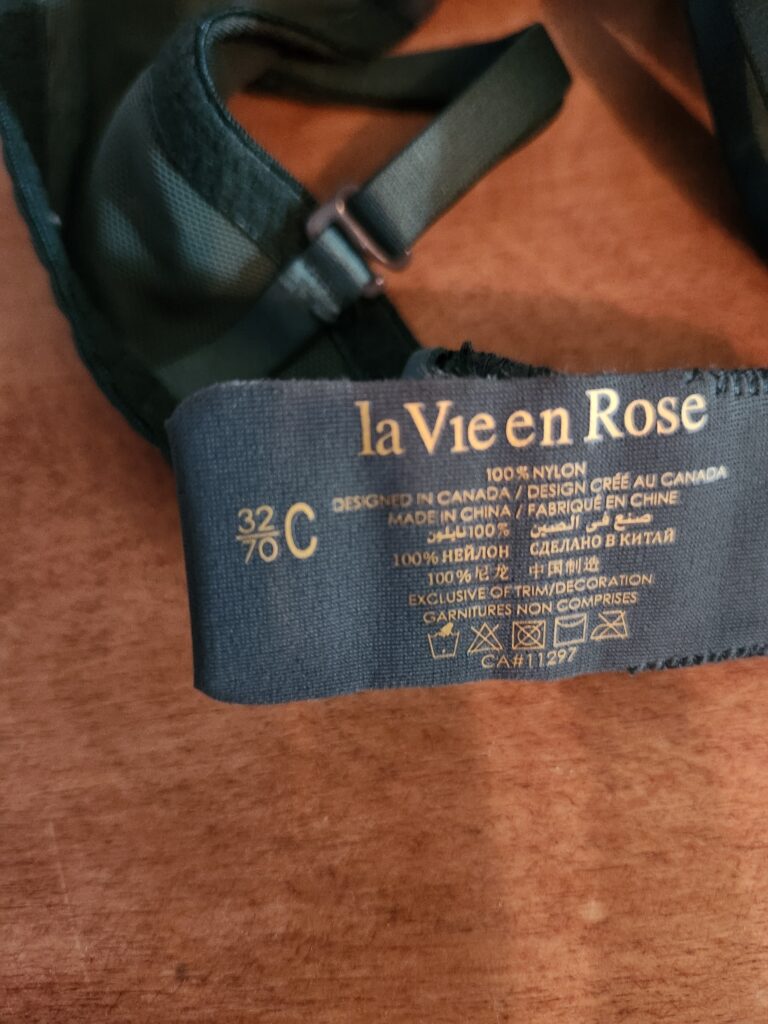 la Vie en Rose
32
70 C
100% NYLON
DESIGNED IN CANADA / DESIGN CRÉÉ AU CANADA
MADE IN CHINA / FABRIQUÉ EN CHINE
100% نايلون صنع في الصين
100% НЕЙЛОН СДЕЛАНО В КИТАЙ
100% 尼龙 中国制造
EXCLUSIVE OF TRIM/DECORATION
GARNITURES NON COMPRISES
CA#11297